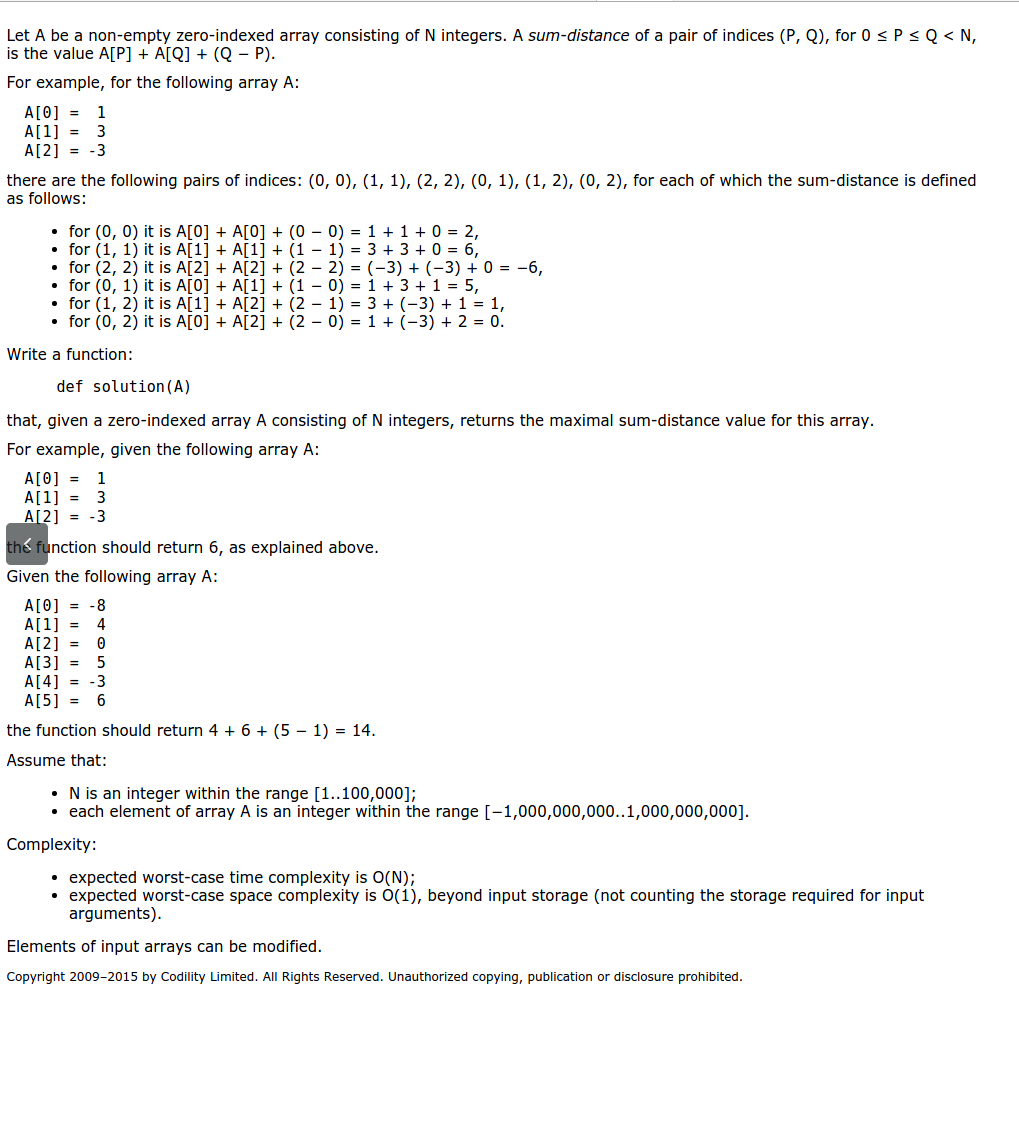 Let A be a non-empty zero-indexed array consisting of N integers. A sum-distance of a pair of indices (P, Q), for 0 ≤ P ≤ Q < N,
is the value A[P] + A[Q] + (Q − P).
For example, for the following array A:
A[0] = 1
A[1] = 3
A[2] = -3
there are the following pairs of indices: (0, 0), (1, 1), (2, 2), (0, 1), (1, 2), (0, 2), for each of which the sum-distance is defined
as follows:
• for (0, 0) it is A[0] + A[0] + (0 − 0) = 1 + 1 + 0 = 2,
• for (1, 1) it is A[1] + A[1] + (1 − 1) = 3 + 3 + 0 = 6,
• for (2, 2) it is A[2] + A[2] + (2 − 2) = (−3) + (−3) + 0 = −6,
• for (0, 1) it is A[0] + A[1] + (1 − 0) = 1 + 3 + 1 = 5,
• for (1, 2) it is A[1] + A[2] + (2 − 1) = 3 + (−3) + 1 = 1,
• for (0, 2) it is A[0] + A[2] + (2 − 0) = 1 + (−3) + 2 = 0.
Write a function:
def solution(A)
that, given a zero-indexed array A consisting of N integers, returns the maximal sum-distance value for this array.
For example, given the following array A:
A[0] = 1
A[1] = 3
A[2] = -3
the function should return 6, as explained above.
Given the following array A:
A[0] = -8
A[1] = 4
A[2] = 0
A[3] = 5
A[4] = -3
A[5] = 6
the function should return 4 + 6 + (5 − 1) = 14.
Assume that:
• N is an integer within the range [1..100,000];
• each element of array A is an integer within the range [−1,000,000,000..1,000,000,000].
Complexity:
• expected worst-case time complexity is O(N);
• expected worst-case space complexity is O(1), beyond input storage (not counting the storage required for input
arguments).
Elements of input arrays can be modified.
Copyright 2009–2015 by Codility Limited. All Rights Reserved. Unauthorized copying, publication or disclosure prohibited.